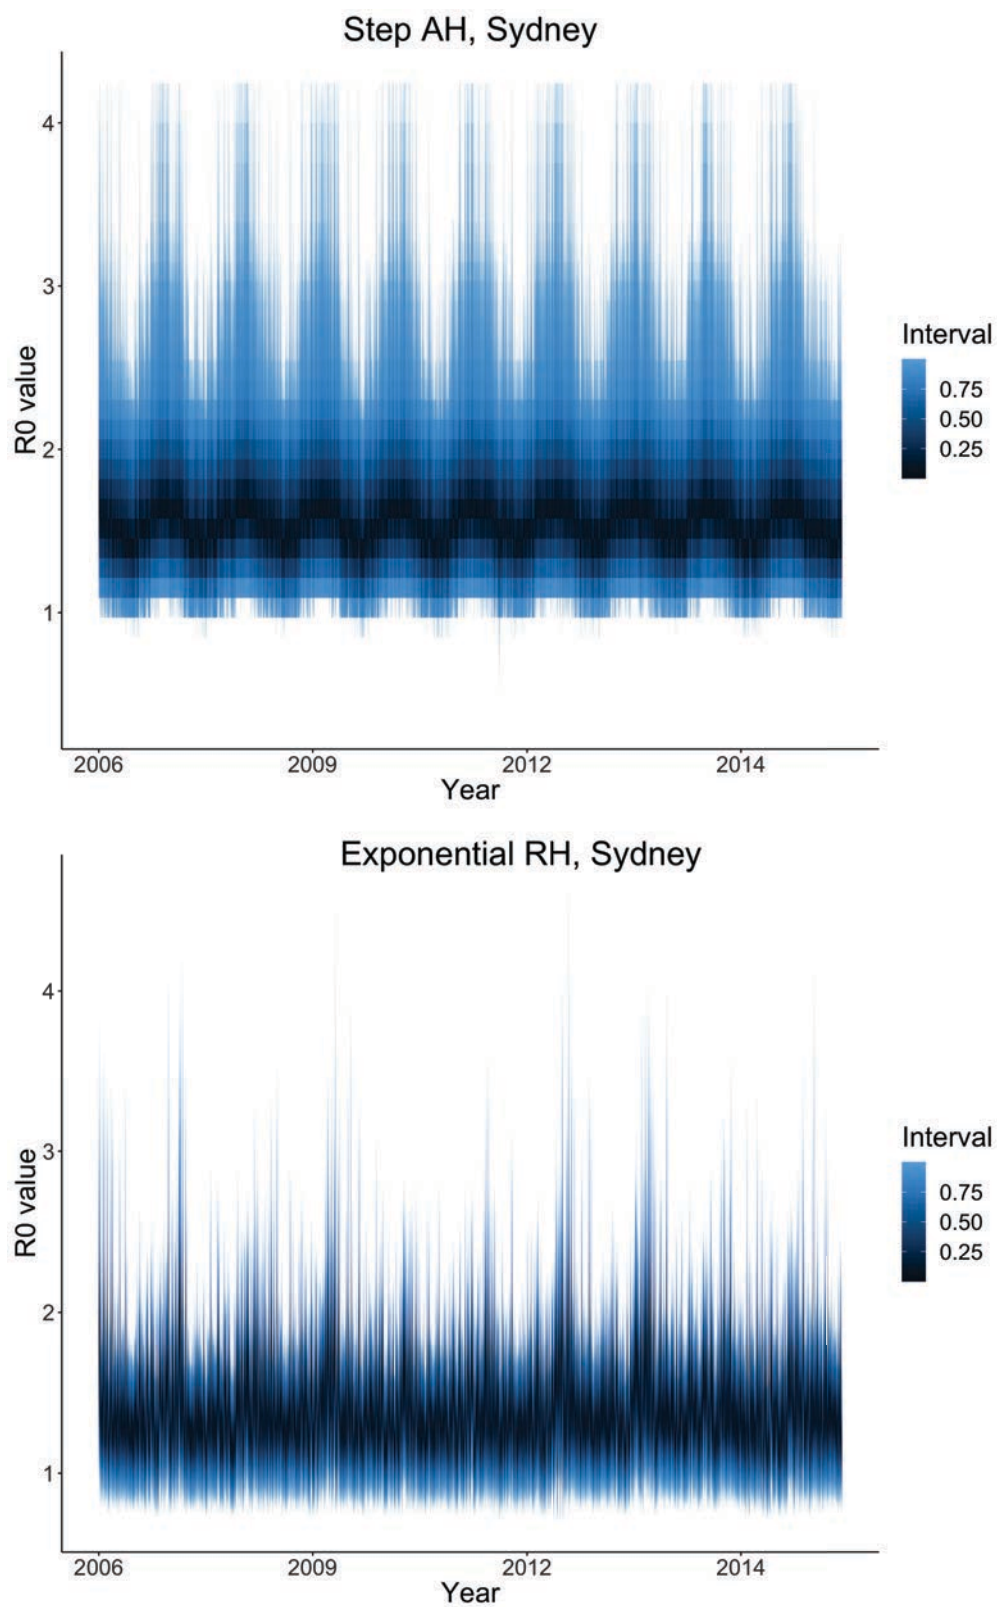 Step AH, Sydney
4
3
2
1
R0 value
2006 2009 2012 2014
Year
Interval
0.75
0.50
0.25
Exponential RH, Sydney
4
3
2
1
R0 value
2006 2009 2012 2014
Year
Interval
0.75
0.50
0.25